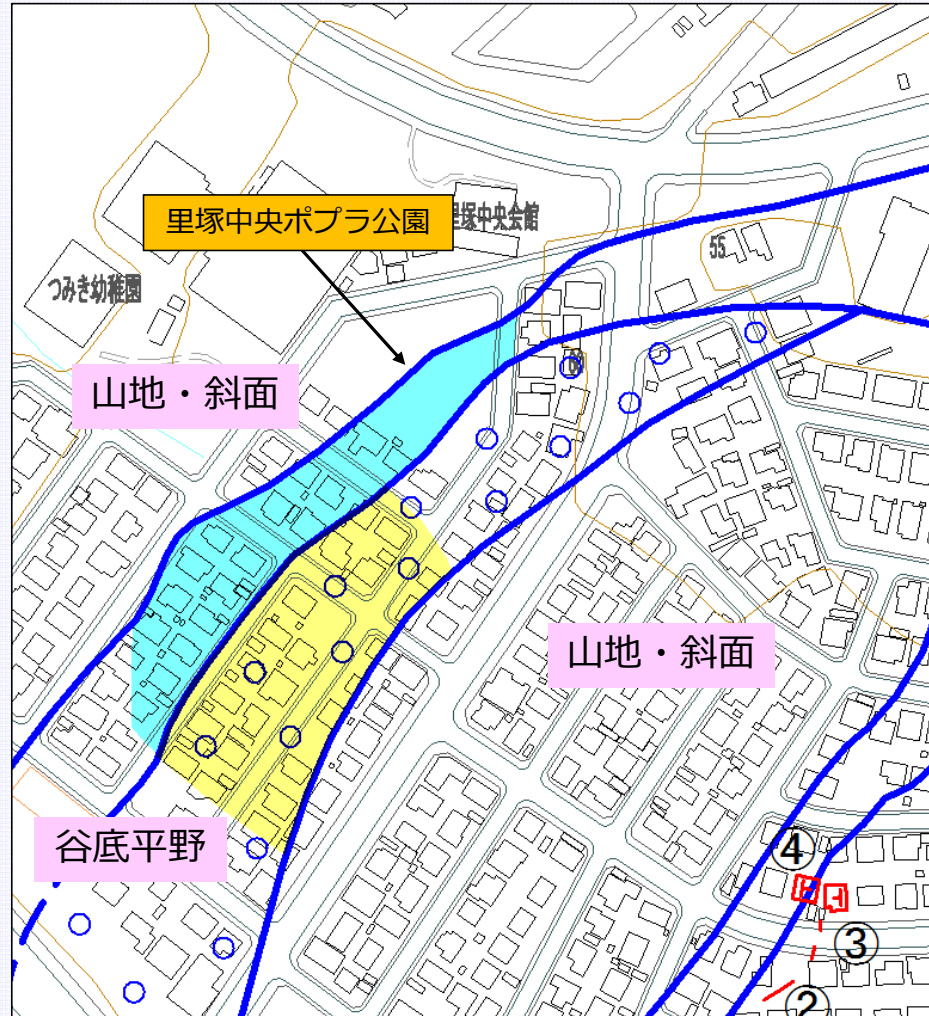 里塚中央ポプラ公園
里塚中央会館
55
つみき幼稚園
山地・斜面
山地・斜面
谷底平野
④
③
②